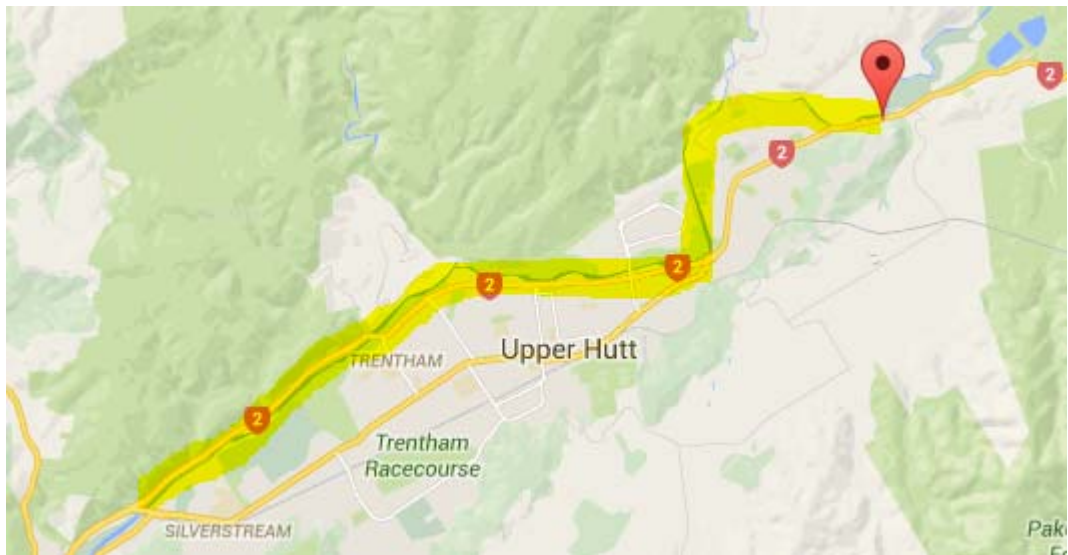 2
2
2
2
2
TRENTHAM
Upper Hutt
Trentham
Racecourse
SILVERSTREAM